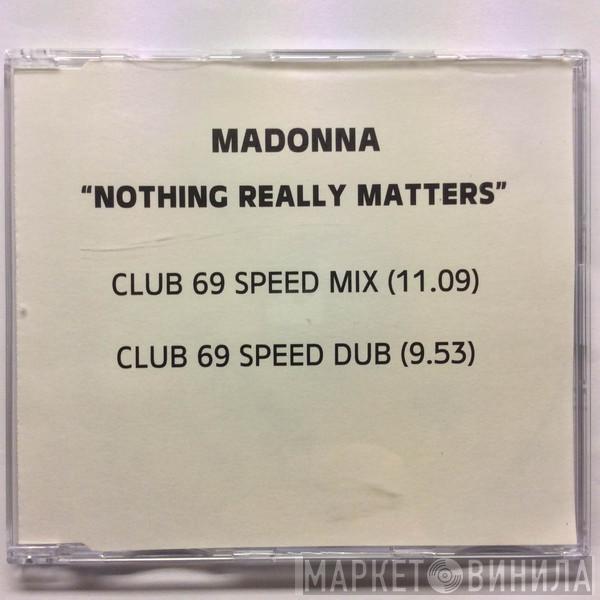 MADONNA
“NOTHING REALLY MATTERS”
CLUB 69 SPEED MIX (11.09)
CLUB 69 SPEED DUB (9.53)
МАРКЕТ ВИНИЛА